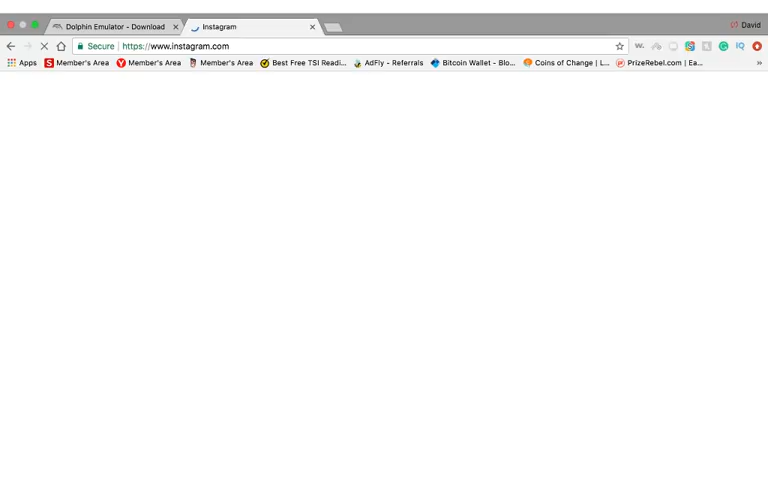 Dolphin Emulator - Download
Instagram
David
Secure https://www.instagram.com
W.
IQ
Apps
S Member's Area
Y Member's Area
Member's Area
Best Free TSI Readi...
AdFly - Referrals
Bitcoin Wallet - Blo...
Coins of Change | L...
PrizeRebel.com | Ea...